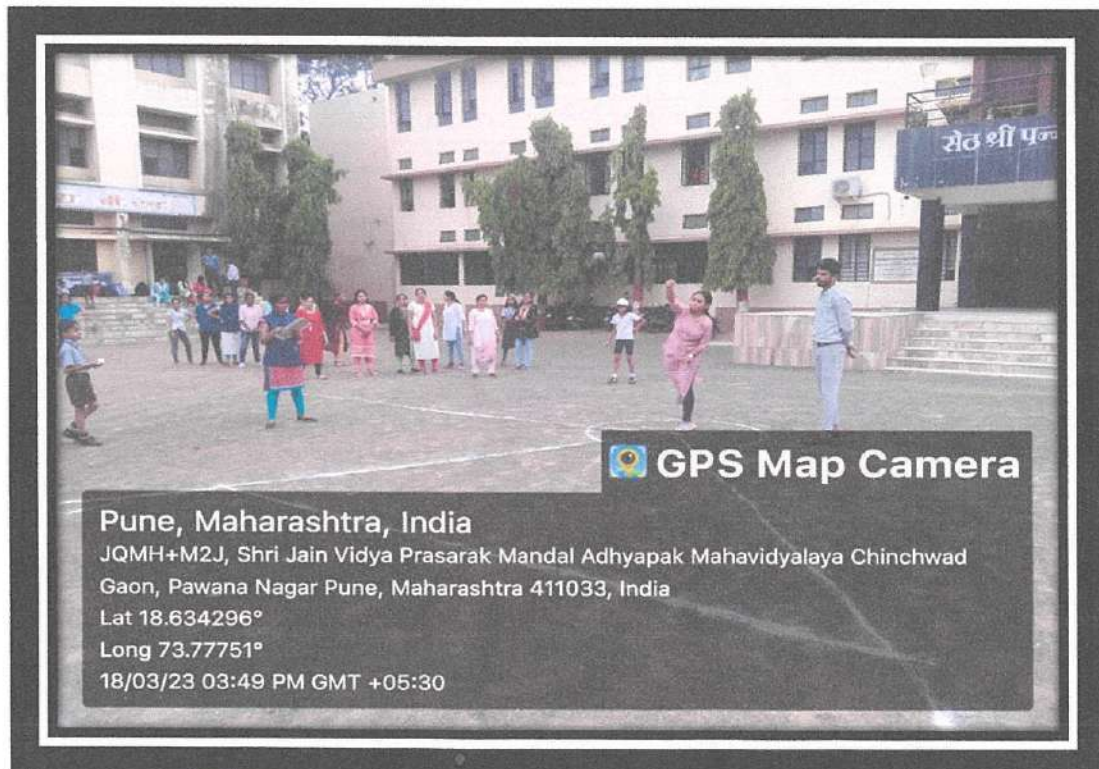 सेठ श्री पन्
GPS Map Camera
Pune, Maharashtra, India
JQMH+M2J, Shri Jain Vidya Prasarak Mandal Adhyapak Mahavidyalaya Chinchwad
Gaon, Pawana Nagar Pune, Maharashtra 411033, India
Lat 18.634296°
Long 73.77751°
18/03/23 03:49 PM GMT +05:30